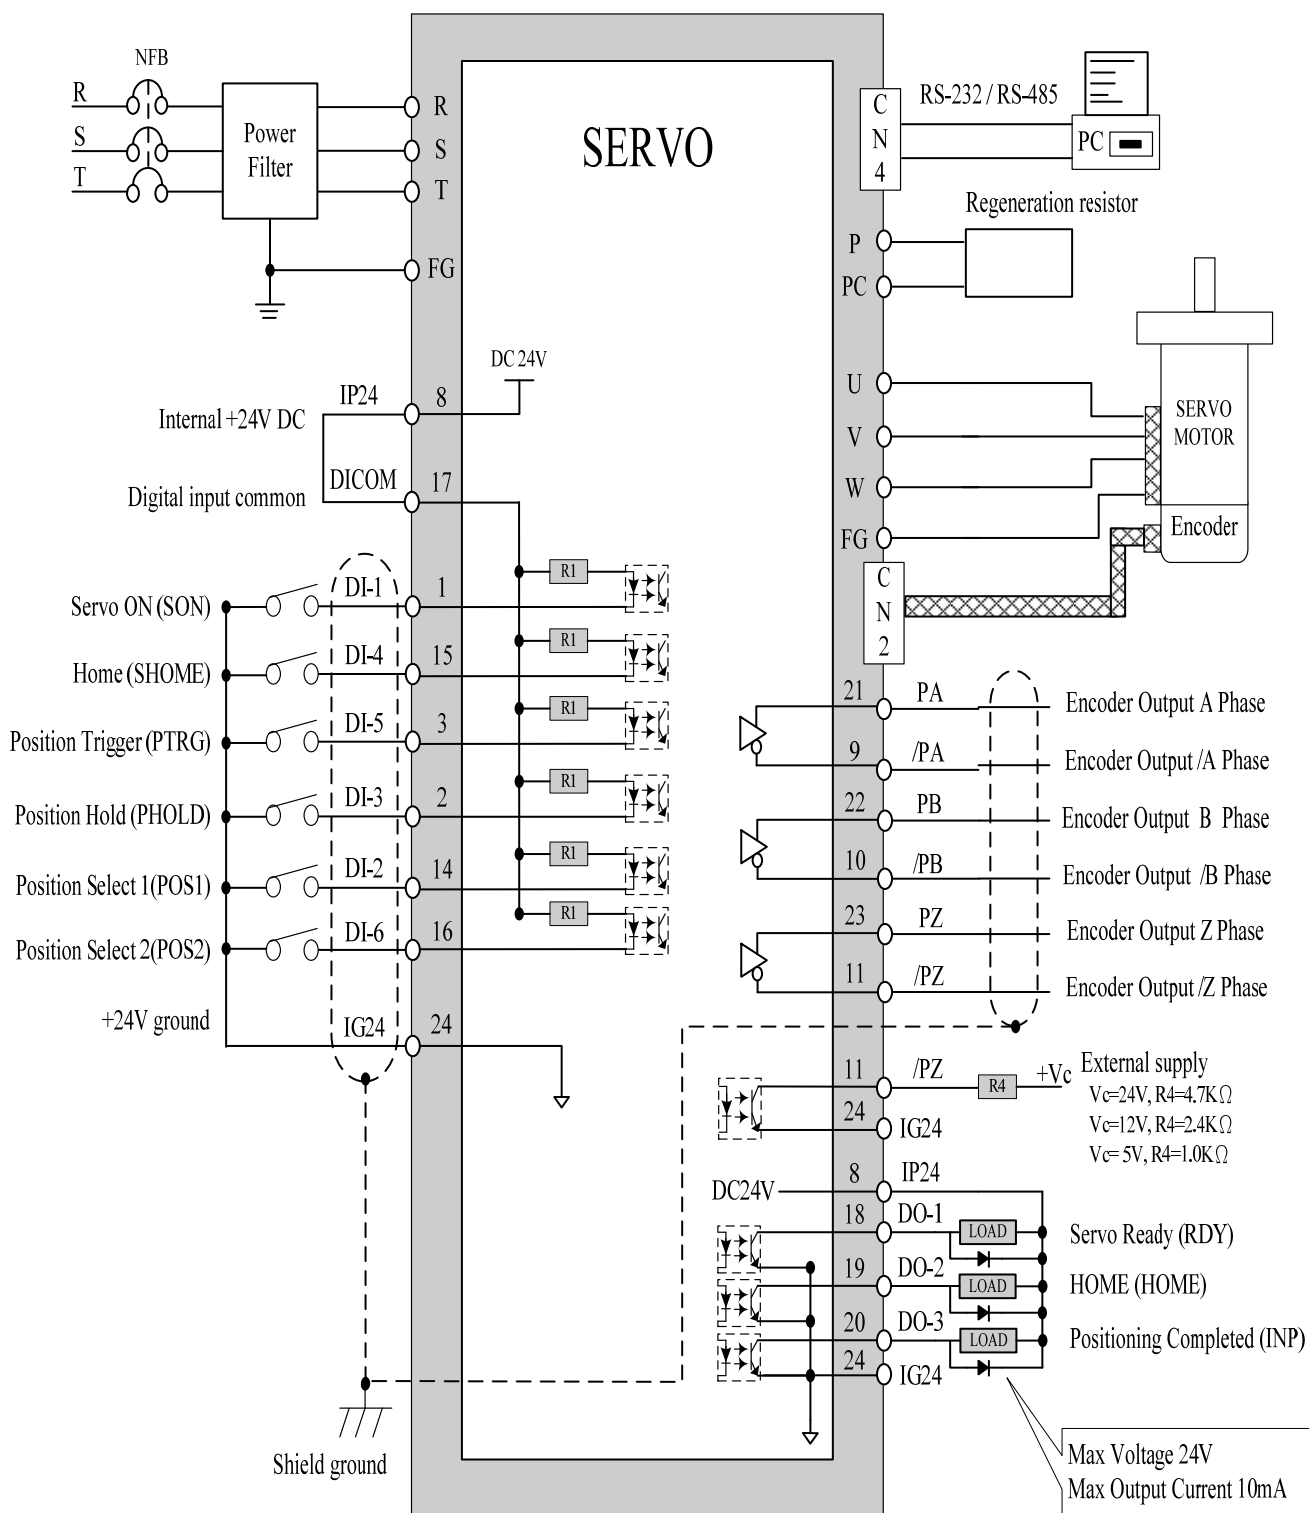 NFB
R
S
T
Power
Filter
R
S
T
FG
SERVO
C
N
4
RS-232 / RS-485
PC
Regeneration resistor
P
PC
U
V
W
FG
SERVO
MOTOR
Encoder
C
N
2
DC 24V
IP24
8
Internal +24V DC
DICOM
17
Digital input common
R1
Servo ON (SON)
DI-1
1
R1
Home (SHOME)
DI-4
15
R1
Position Trigger (PTRG)
DI-5
3
R1
Position Hold (PHOLD)
DI-3
2
R1
Position Select 1(POS1)
DI-2
14
R1
Position Select 2(POS2)
DI-6
16
+24V ground
IG24
24
Shield ground
21
PA
Encoder Output A Phase
9
/PA
Encoder Output /A Phase
22
PB
Encoder Output B Phase
10
/PB
Encoder Output /B Phase
23
PZ
Encoder Output Z Phase
11
/PZ
Encoder Output /Z Phase
11
/PZ
R4
+Vc
External supply
Vc=24V, R4=4.7KΩ
Vc=12V, R4=2.4KΩ
Vc= 5V, R4=1.0KΩ
24
IG24
DC24V
8
IP24
18
DO-1
LOAD
Servo Ready (RDY)
19
DO-2
LOAD
HOME (HOME)
20
DO-3
LOAD
Positioning Completed (INP)
24
IG24
Max Voltage 24V
Max Output Current 10mA